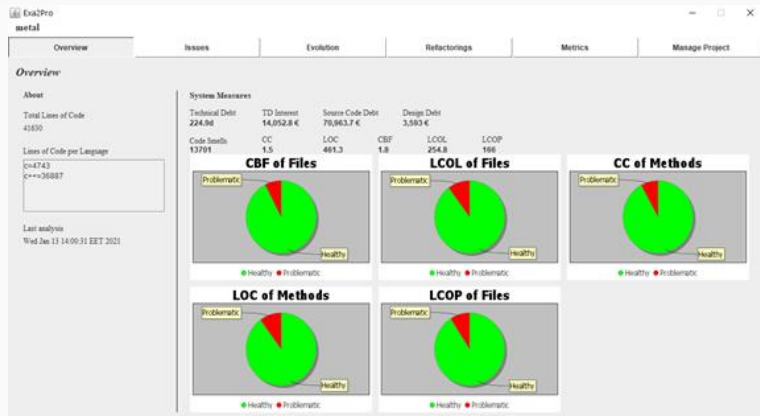 Exa2Pro
metal
Overview Issues Evolution Refactorings Metrics Manage Project
Overview
About
Total Lines of Code
41630
Lines of Code per Language
c=4743
c++=36887
Last analysis
Wed Jan 13 14:00:31 EET 2021
System Measures
Technical Debt TD Interest Source Code Debt Design Debt
224.9d 14,052.8 € 70,963.7 € 3,593 €
Code Smells CC LOC CBF LCOL LCOP
13701 1.5 461.3 1.8 254.8 166
CBF of Files
Problematic
Healthy
Healthy Problematic
LCOL of Files
Problematic
Healthy
Healthy Problematic
CC of Methods
Problematic
Healthy
Healthy Problematic
LOC of Methods
Problematic
Healthy
Healthy Problematic
LCOP of Files
Problematic
Healthy
Healthy Problematic